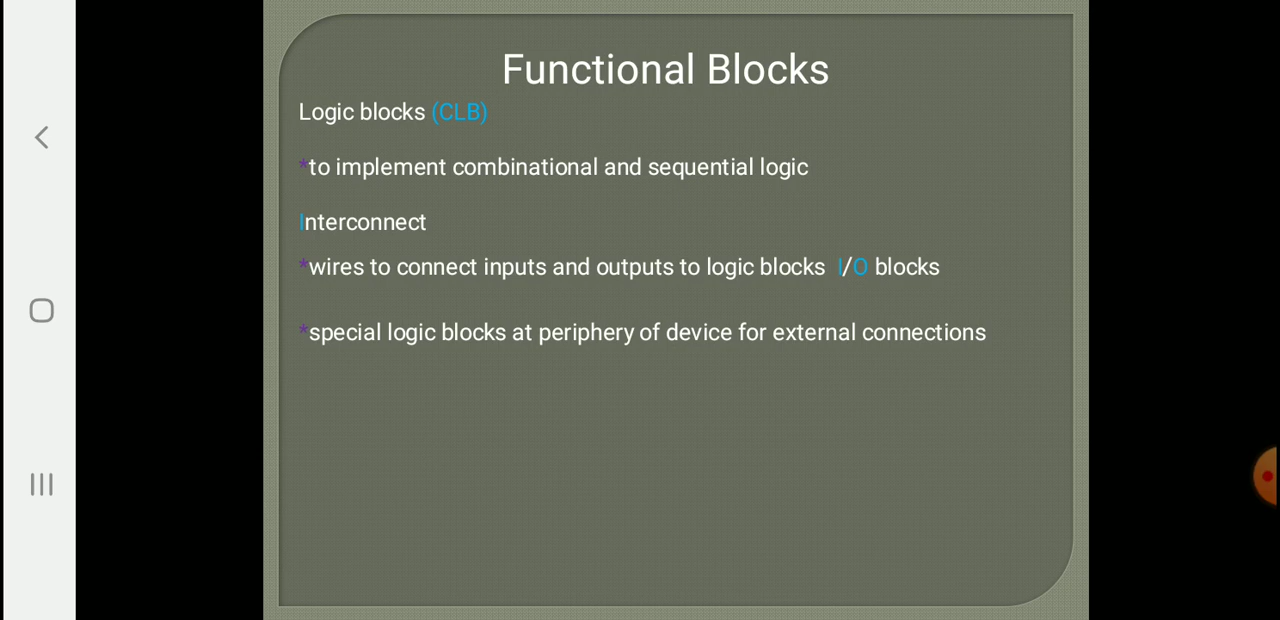 Functional Blocks
Logic blocks (CLB)
*to implement combinational and sequential logic
Interconnect
*wires to connect inputs and outputs to logic blocks I/O blocks
*special logic blocks at periphery of device for external connections